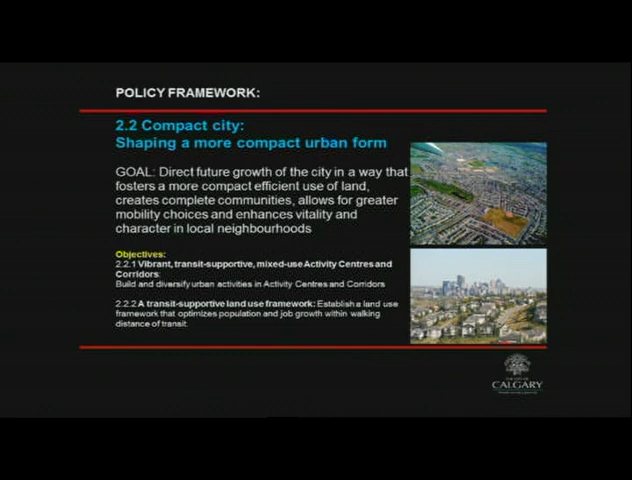 POLICY FRAMEWORK:
2.2 Compact city:
Shaping a more compact urban form
GOAL: Direct future growth of the city in a way that
fosters a more compact efficient use of land,
creates complete communities, allows for greater
mobility choices and enhances vitality and
character in local neighbourhoods
Objectives:
2.2.1 Vibrant, transit-supportive, mixed-use Activity Centres and
Corridors:
Build and diversify urban activities in Activity Centres and Corridors
2.2.2 A transit-supportive land use framework: Establish a land use
framework that optimizes population and job growth within walking
distance of transit
THE CITY OF
CALGARY